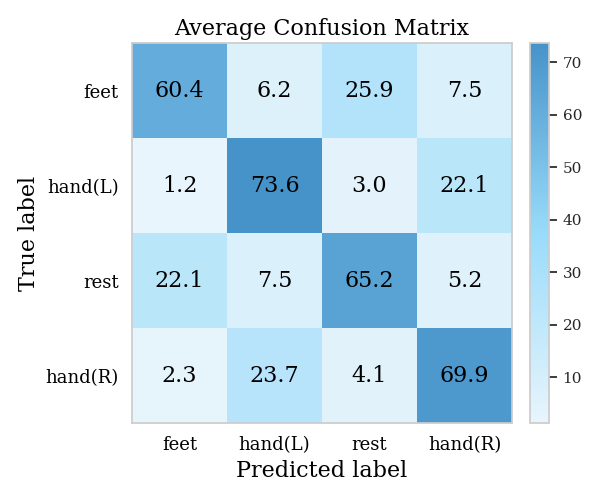 Average Confusion Matrix
feet 60.4 6.2 25.9 7.5
hand(L) 1.2 73.6 3.0 22.1
rest 22.1 7.5 65.2 5.2
hand(R) 2.3 23.7 4.1 69.9
feet hand(L) rest hand(R)
Predicted label
True label
70
60
50
40
30
20
10